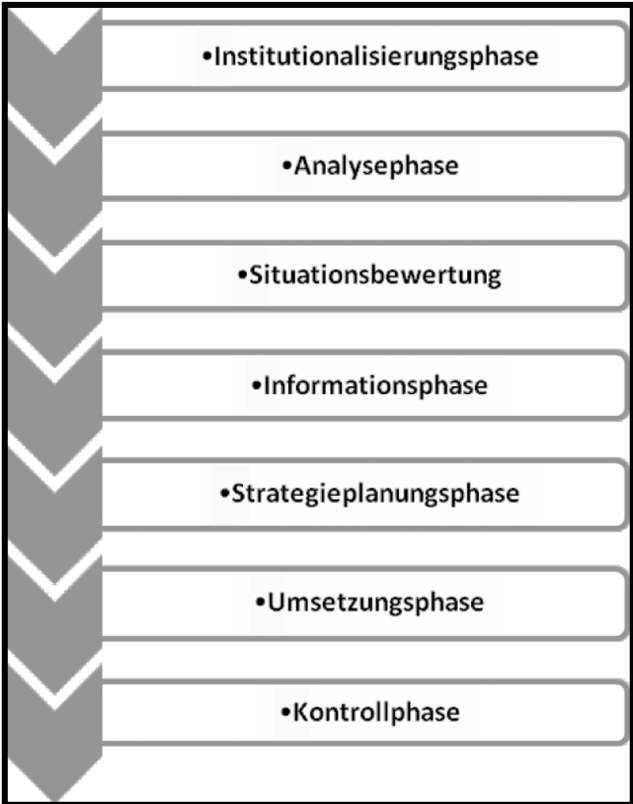 •Institutionalisierungsphase
•Analysephase
•Situationsbewertung
•Informationsphase
•Strategieplanungsphase
•Umsetzungsphase
•Kontrollphase